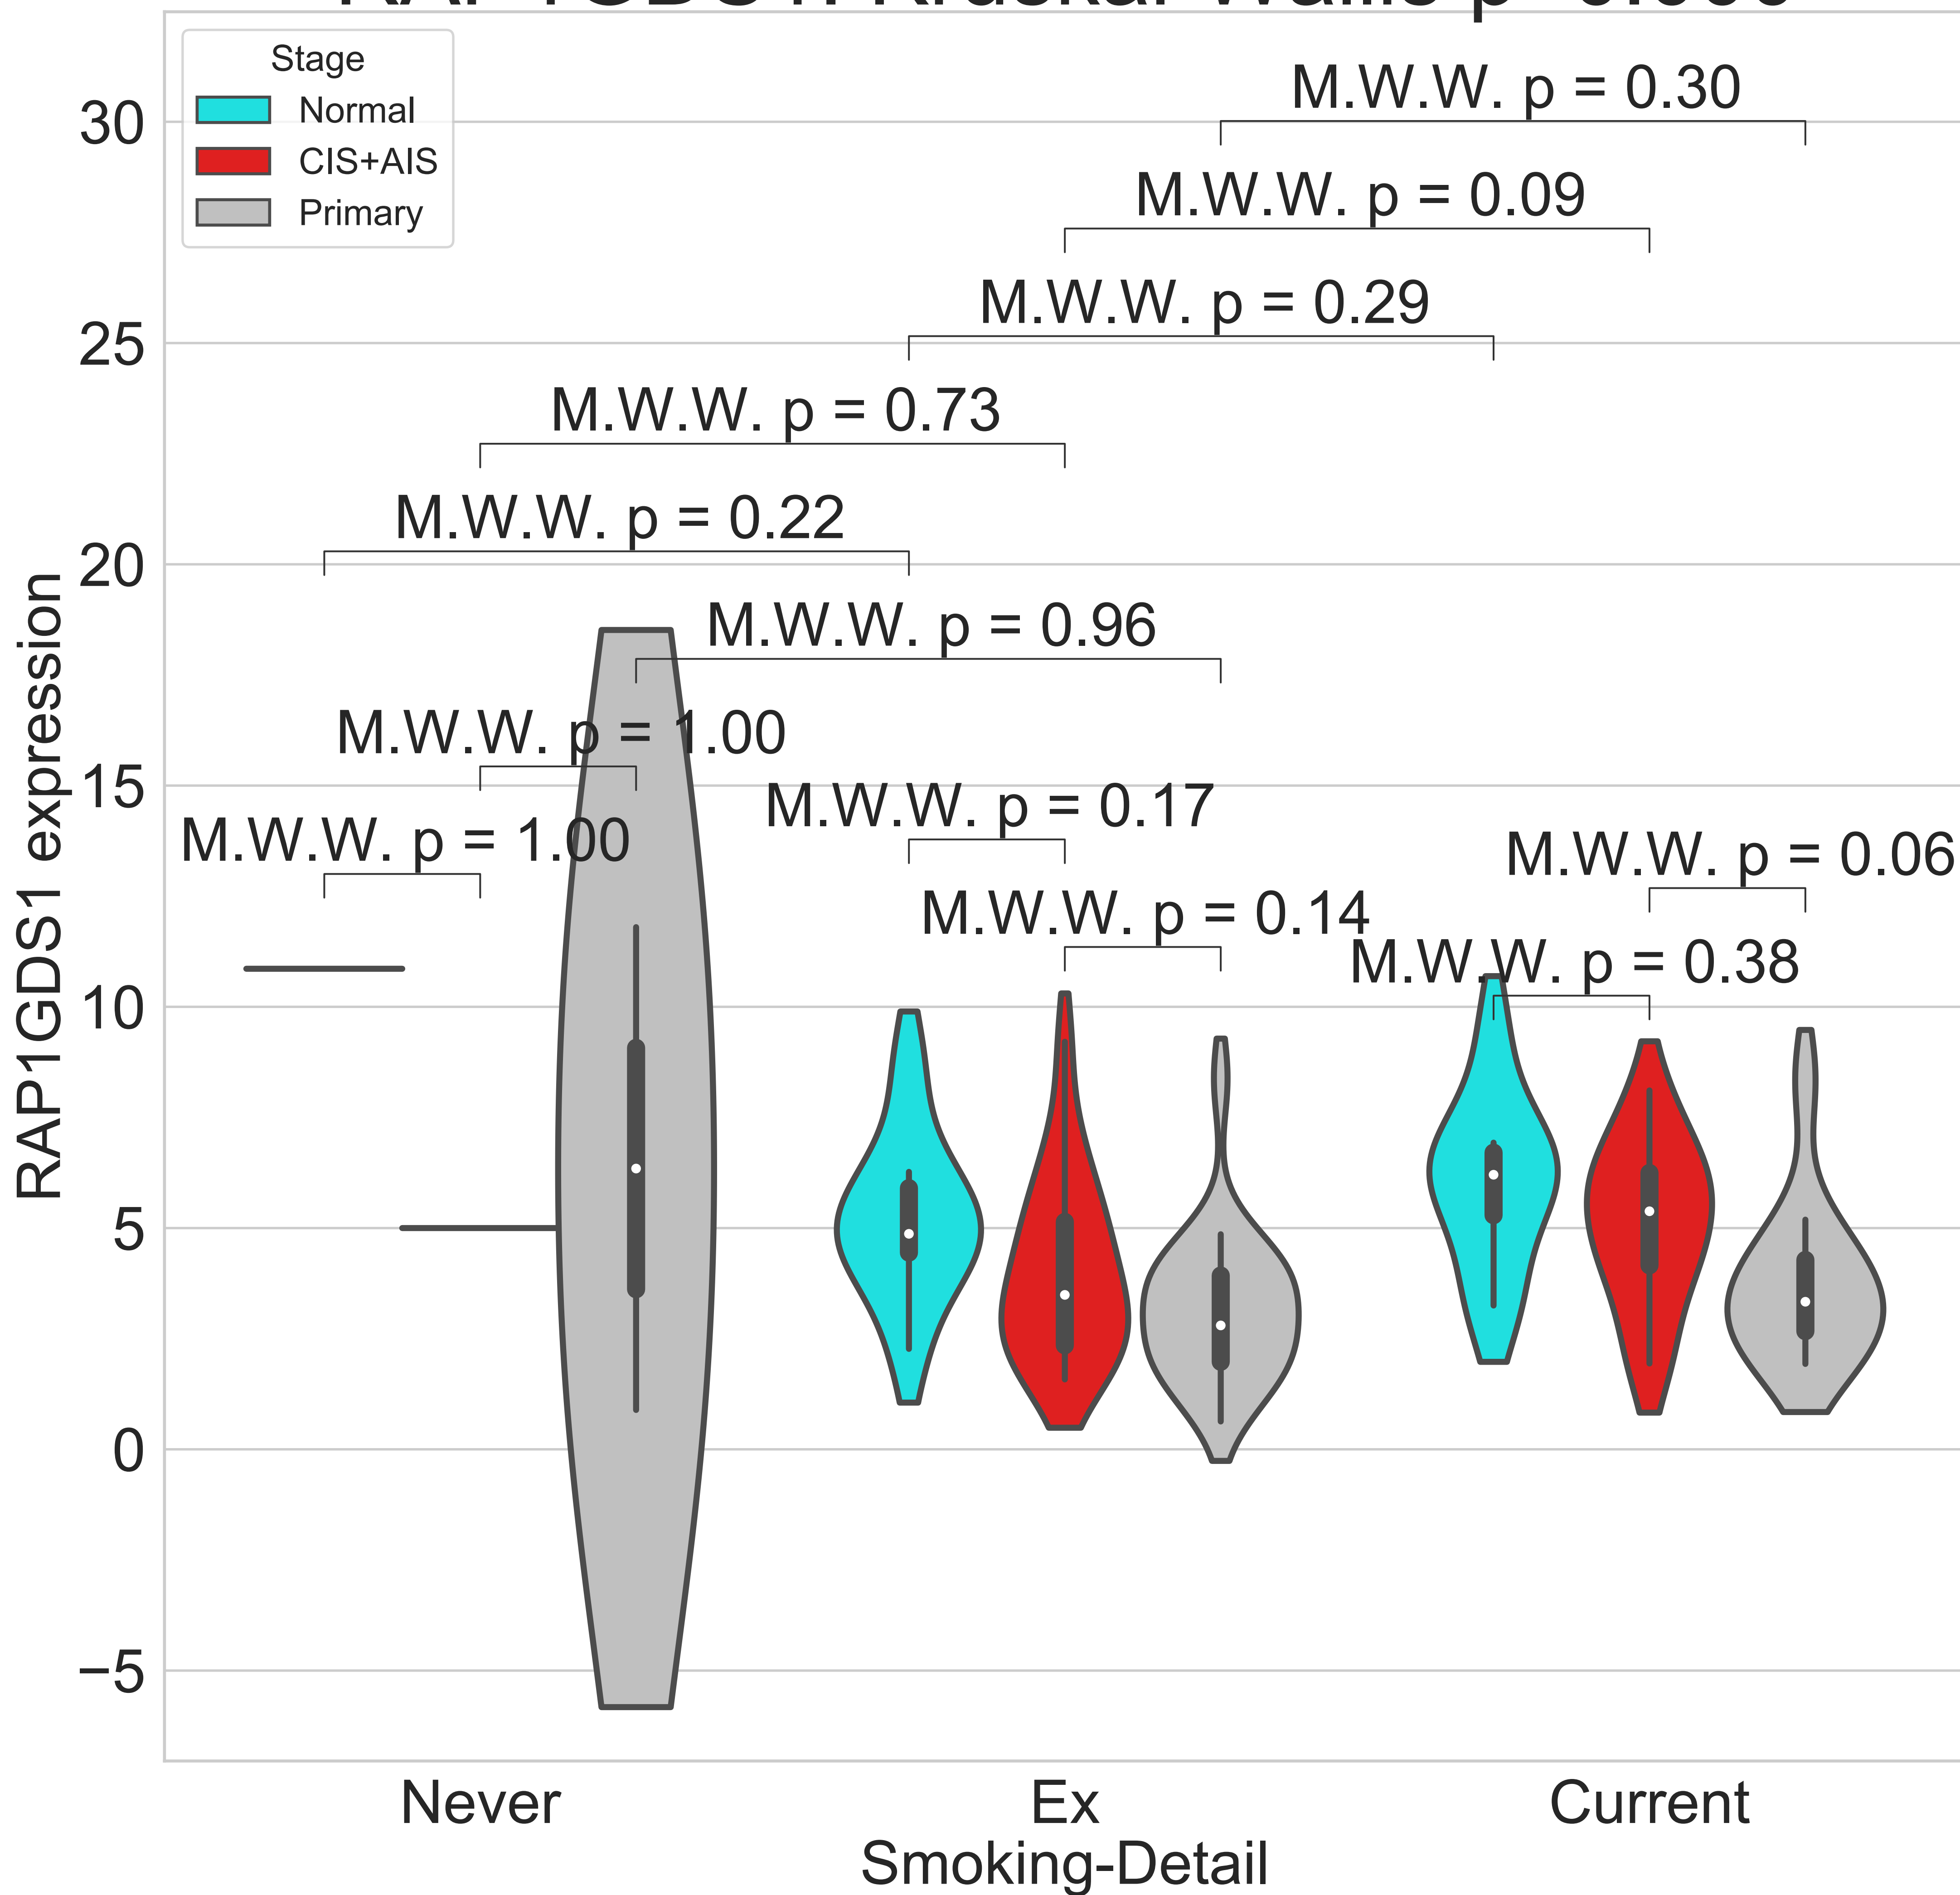 Stage
Normal
CIS+AIS
Primary
M.W.W. p = 0.30
M.W.W. p = 0.09
M.W.W. p = 0.29
M.W.W. p = 0.73
M.W.W. p = 0.22
M.W.W. p = 0.96
M.W.W. p = 1.00
M.W.W. p = 0.17
M.W.W. p = 1.00
M.W.W. p = 0.06
M.W.W. p = 0.14
M.W.W. p = 0.38
30
25
20
15
10
5
0
−5
RAP1GDS1 expression
Never
Ex
Current
Smoking-Detail